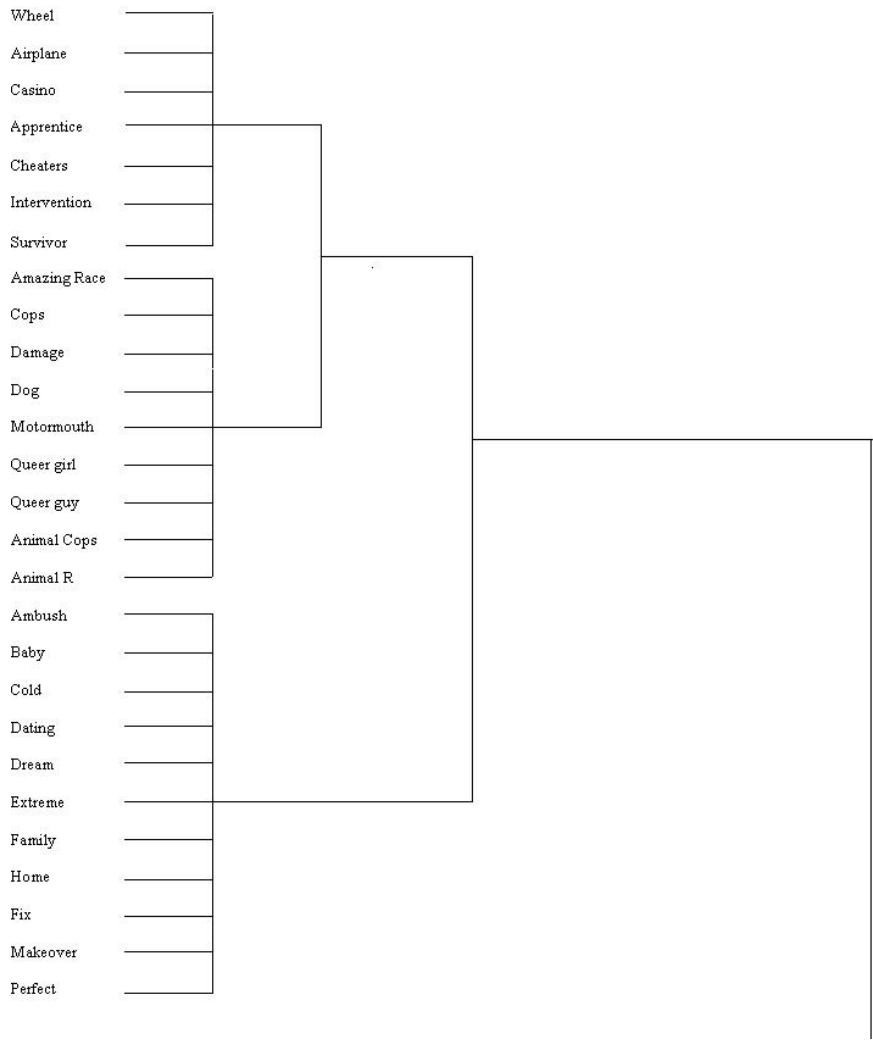 Wheel
Airplane
Casino
Apprentice
Cheaters
Intervention
Survivor
Amazing Race
Cops
Damage
Dog
Motormouth
Queer girl
Queer guy
Animal Cops
Animal R
Ambush
Baby
Cold
Dating
Dream
Extreme
Family
Home
Fix
Makeover
Perfect